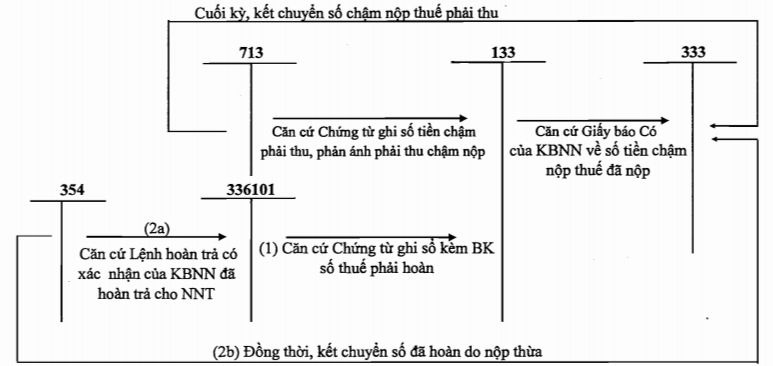 Cuối kỳ, kết chuyển số chậm nộp thuế phải thu
713
133
333
Căn cứ Chứng từ ghi số tiền chậm
phải thu, phản ánh phải thu chậm nộp
Căn cứ Giấy báo Có
của KBNN về số tiền chậm
nộp thuế đã nộp
354
336101
(2a)
Căn cứ Lệnh hoàn trả có
xác nhận của KBNN đã
hoàn trả cho NNT
(1) Căn cứ Chứng từ ghi sổ kèm BK
số thuế phải hoàn
(2b) Đồng thời, kết chuyển số đã hoàn do nộp thừa